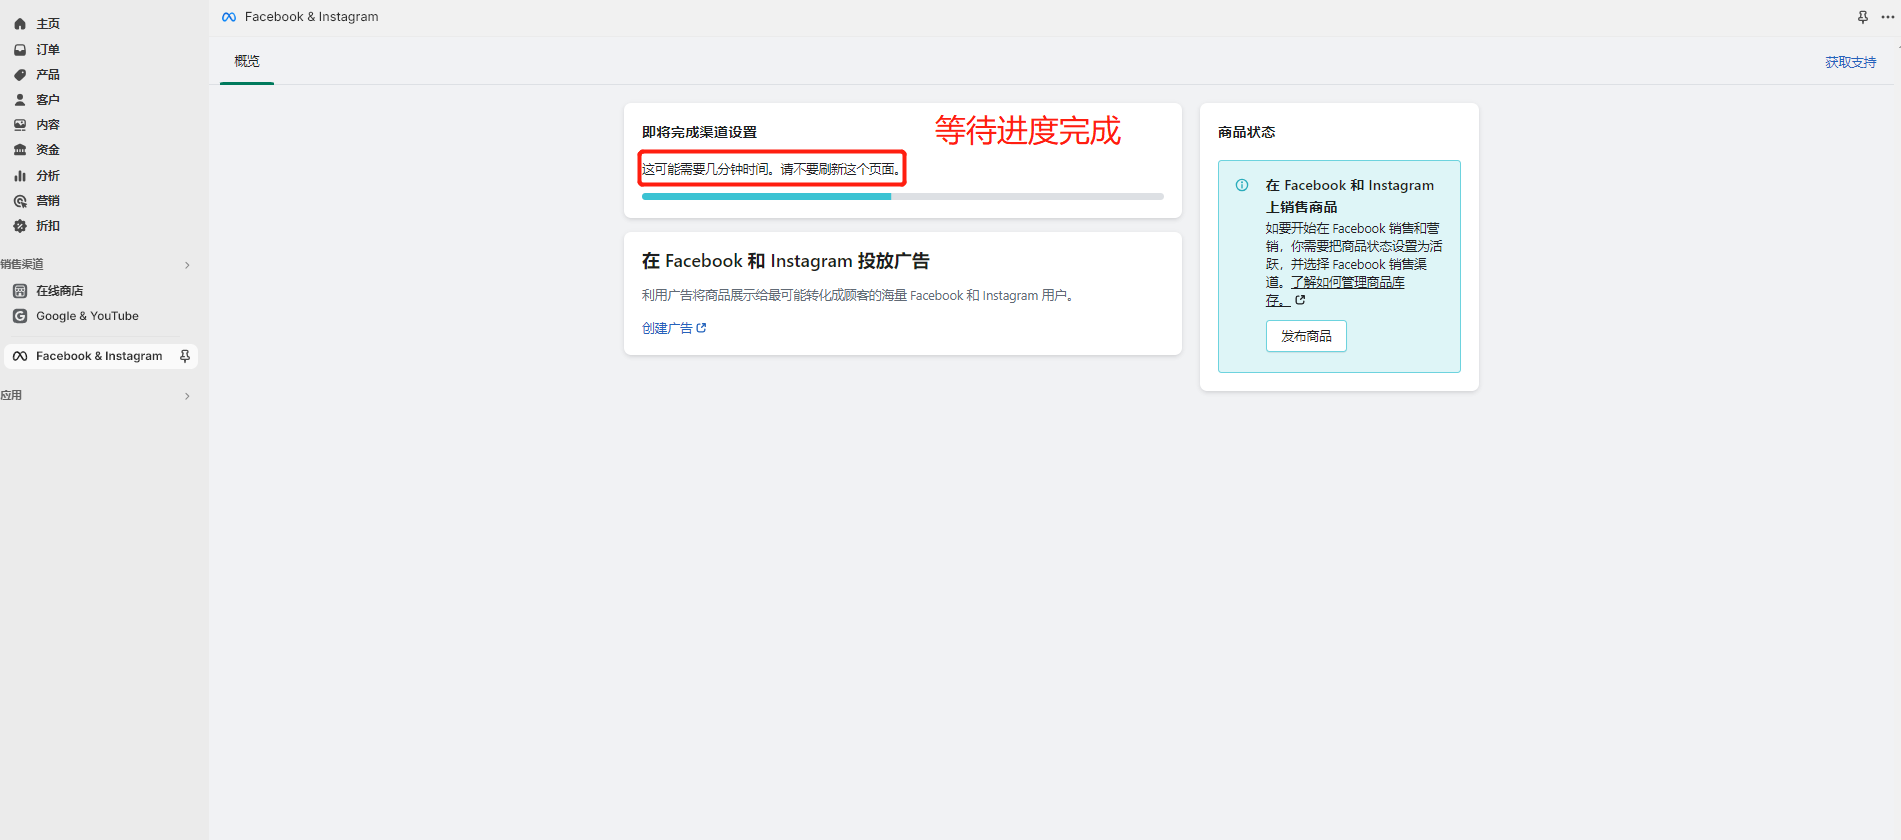 主页
订单
产品
客户
内容
资金
分析
营销
折扣
销售渠道
在线商店
Google & YouTube
Facebook & Instagram
应用
Facebook & Instagram
概览
获取支持
即将完成渠道设置
等待进度完成
这可能需要几分钟时间。请不要刷新这个页面。
在 Facebook 和 Instagram 投放广告
利用广告将商品展示给最可能转化成顾客的海量 Facebook 和 Instagram 用户。
创建广告
商品状态
在 Facebook 和 Instagram
上销售商品
如要开始在 Facebook 销售和营
销，你需要把商品状态设置为活
跃，并选择 Facebook 销售渠
道。了解如何管理商品库
存。
发布商品